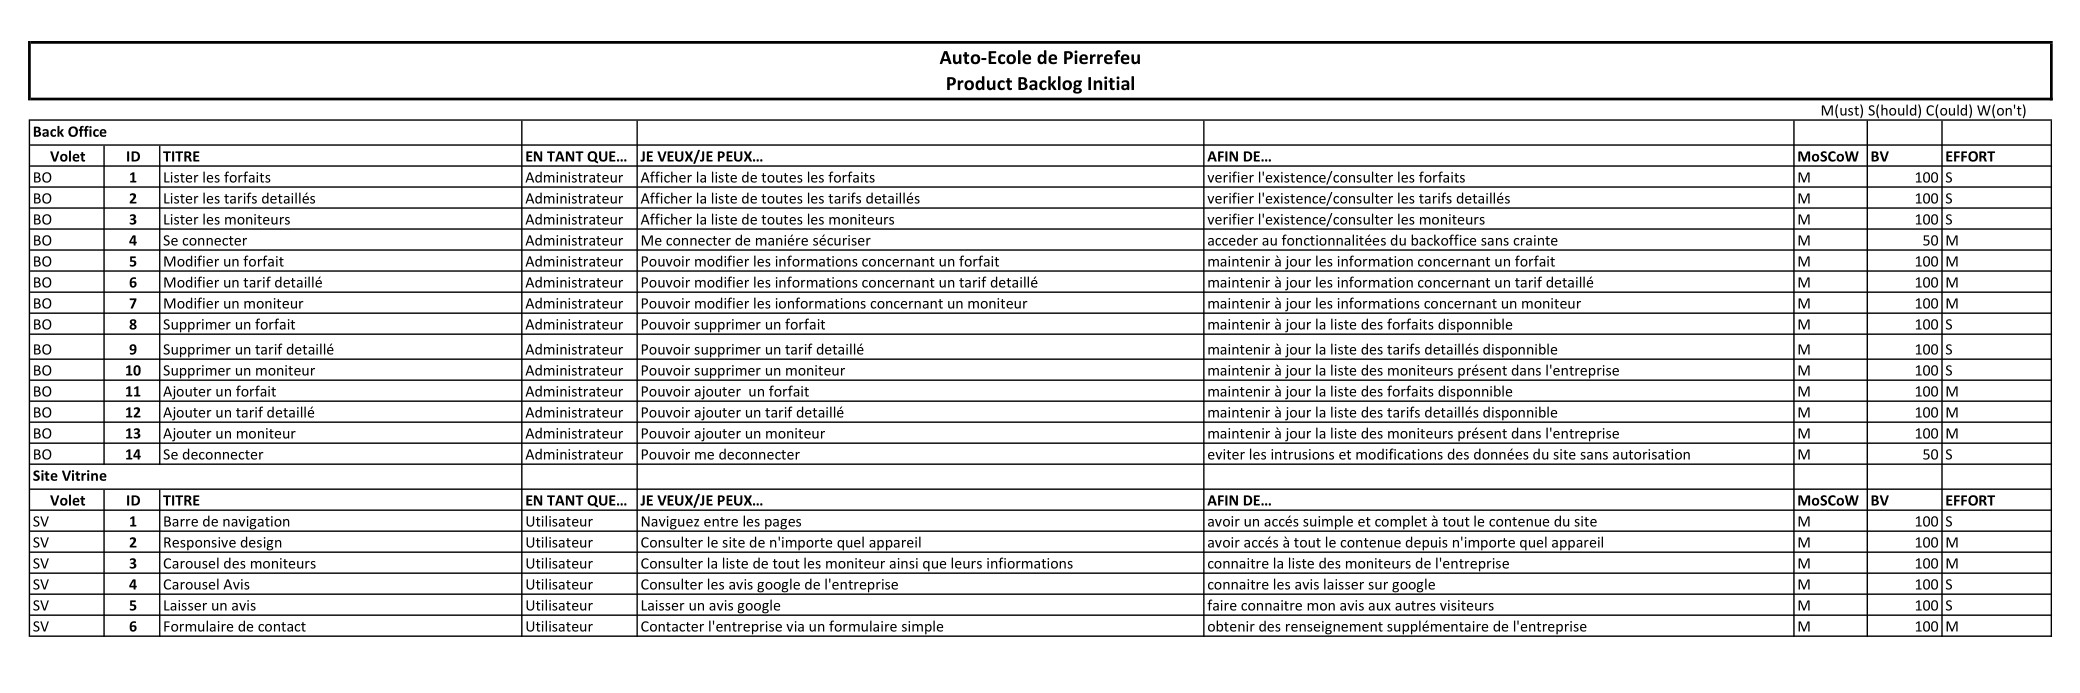 Auto-Ecole de Pierrefeu
Product Backlog Initial
M(ust) S(hould) C(ould) W(on't)
Back Office
Volet ID TITRE EN TANT QUE... JE VEUX/JE PEUX... AFIN DE... MoSCoW BV EFFORT
BO 1 Lister les forfaits Administrateur Afficher la liste de toutes les forfaits verifier l'existence/consulter les forfaits M 100 S
BO 2 Lister les tarifs detaillés Administrateur Afficher la liste de toutes les tarifs detaillés verifier l'existence/consulter les tarifs detaillés M 100 S
BO 3 Lister les moniteurs Administrateur Afficher la liste de toutes les moniteurs verifier l'existence/consulter les moniteurs M 100 S
BO 4 Se connecter Administrateur Me connecter de maniére sécuriser acceder au fonctionnalitées du backoffice sans crainte M 50 M
BO 5 Modifier un forfait Administrateur Pouvoir modifier les informations concernant un forfait maintenir à jour les information concernant un forfait M 100 M
BO 6 Modifier un tarif detaillé Administrateur Pouvoir modifier les informations concernant un tarif detaillé maintenir à jour les information concernant un tarif detaillé M 100 M
BO 7 Modifier un moniteur Administrateur Pouvoir modifier les ionformations concernant un moniteur maintenir à jour les informations concernant un moniteur M 100 M
BO 8 Supprimer un forfait Administrateur Pouvoir supprimer un forfait maintenir à jour la liste des forfaits disponnible M 100 S
BO 9 Supprimer un tarif detaillé Administrateur Pouvoir supprimer un tarif detaillé maintenir à jour la liste des tarifs detaillés disponnible M 100 S
BO 10 Supprimer un moniteur Administrateur Pouvoir supprimer un moniteur maintenir à jour la liste des moniteurs présent dans l'entreprise M 100 S
BO 11 Ajouter un forfait Administrateur Pouvoir ajouter  un forfait maintenir à jour la liste des forfaits disponnible M 100 M
BO 12 Ajouter un tarif detaillé Administrateur Pouvoir ajouter un tarif detaillé maintenir à jour la liste des tarifs detaillés disponnible M 100 M
BO 13 Ajouter un moniteur Administrateur Pouvoir ajouter un moniteur maintenir à jour la liste des moniteurs présent dans l'entreprise M 100 M
BO 14 Se deconnecter Administrateur Pouvoir me deconnecter eviter les intrusions et modifications des données du site sans autorisation M 50 S
Site Vitrine
Volet ID TITRE EN TANT QUE... JE VEUX/JE PEUX... AFIN DE... MoSCoW BV EFFORT
SV 1 Barre de navigation Utilisateur Naviguez entre les pages avoir un accés suimple et complet à tout le contenue du site M 100 S
SV 2 Responsive design Utilisateur Consulter le site de n'importe quel appareil avoir accés à tout le contenue depuis n'importe quel appareil M 100 M
SV 3 Carousel des moniteurs Utilisateur Consulter la liste de tout les moniteur ainsi que leurs infiormations connaitre la liste des moniteurs de l'entreprise M 100 M
SV 4 Carousel Avis Utilisateur Consulter les avis google de l'entreprise connaitre les avis laisser sur google M 100 S
SV 5 Laisser un avis Utilisateur Laisser un avis google faire connaitre mon avis aux autres visiteurs M 100 S
SV 6 Formulaire de contact Utilisateur Contacter l'entreprise via un formulaire simple obtenir des renseignement supplémentaire de l'entreprise M 100 M